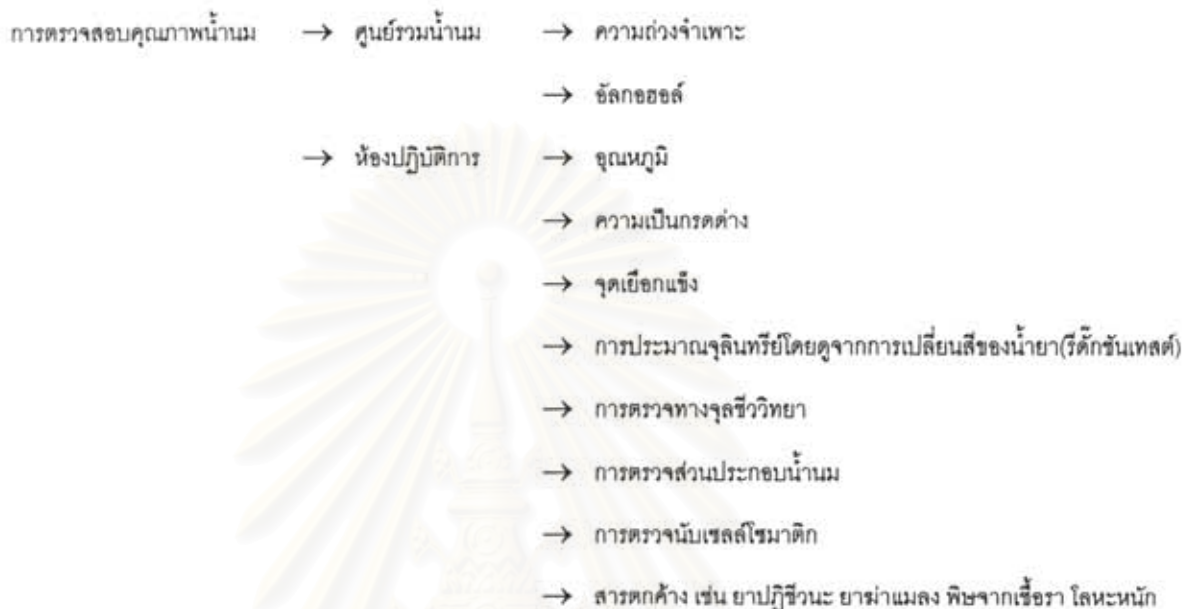 การตรวจสอบคุณภาพน้ำนม → ศูนย์รวมน้ำนม → ความถ่วงจำเพาะ
→ อัลกอฮอล์
→ ห้องปฏิบัติการ → อุณหภูมิ
→ ความเป็นกรดด่าง
→ จุดเยือกแข็ง
→ การประมาณจุลินทรีย์โดยดูจากการเปลี่ยนสีของน้ำยา(รีดั๊กชันเทสต์)
→ การตรวจทางจุลชีววิทยา
→ การตรวจส่วนประกอบน้ำนม
→ การตรวจนับเซลล์โซมาติก
→ สารตกค้าง เช่น ยาปฏิชีวนะ ยาฆ่าแมลง พิษจากเชื้อรา โลหะหนัก